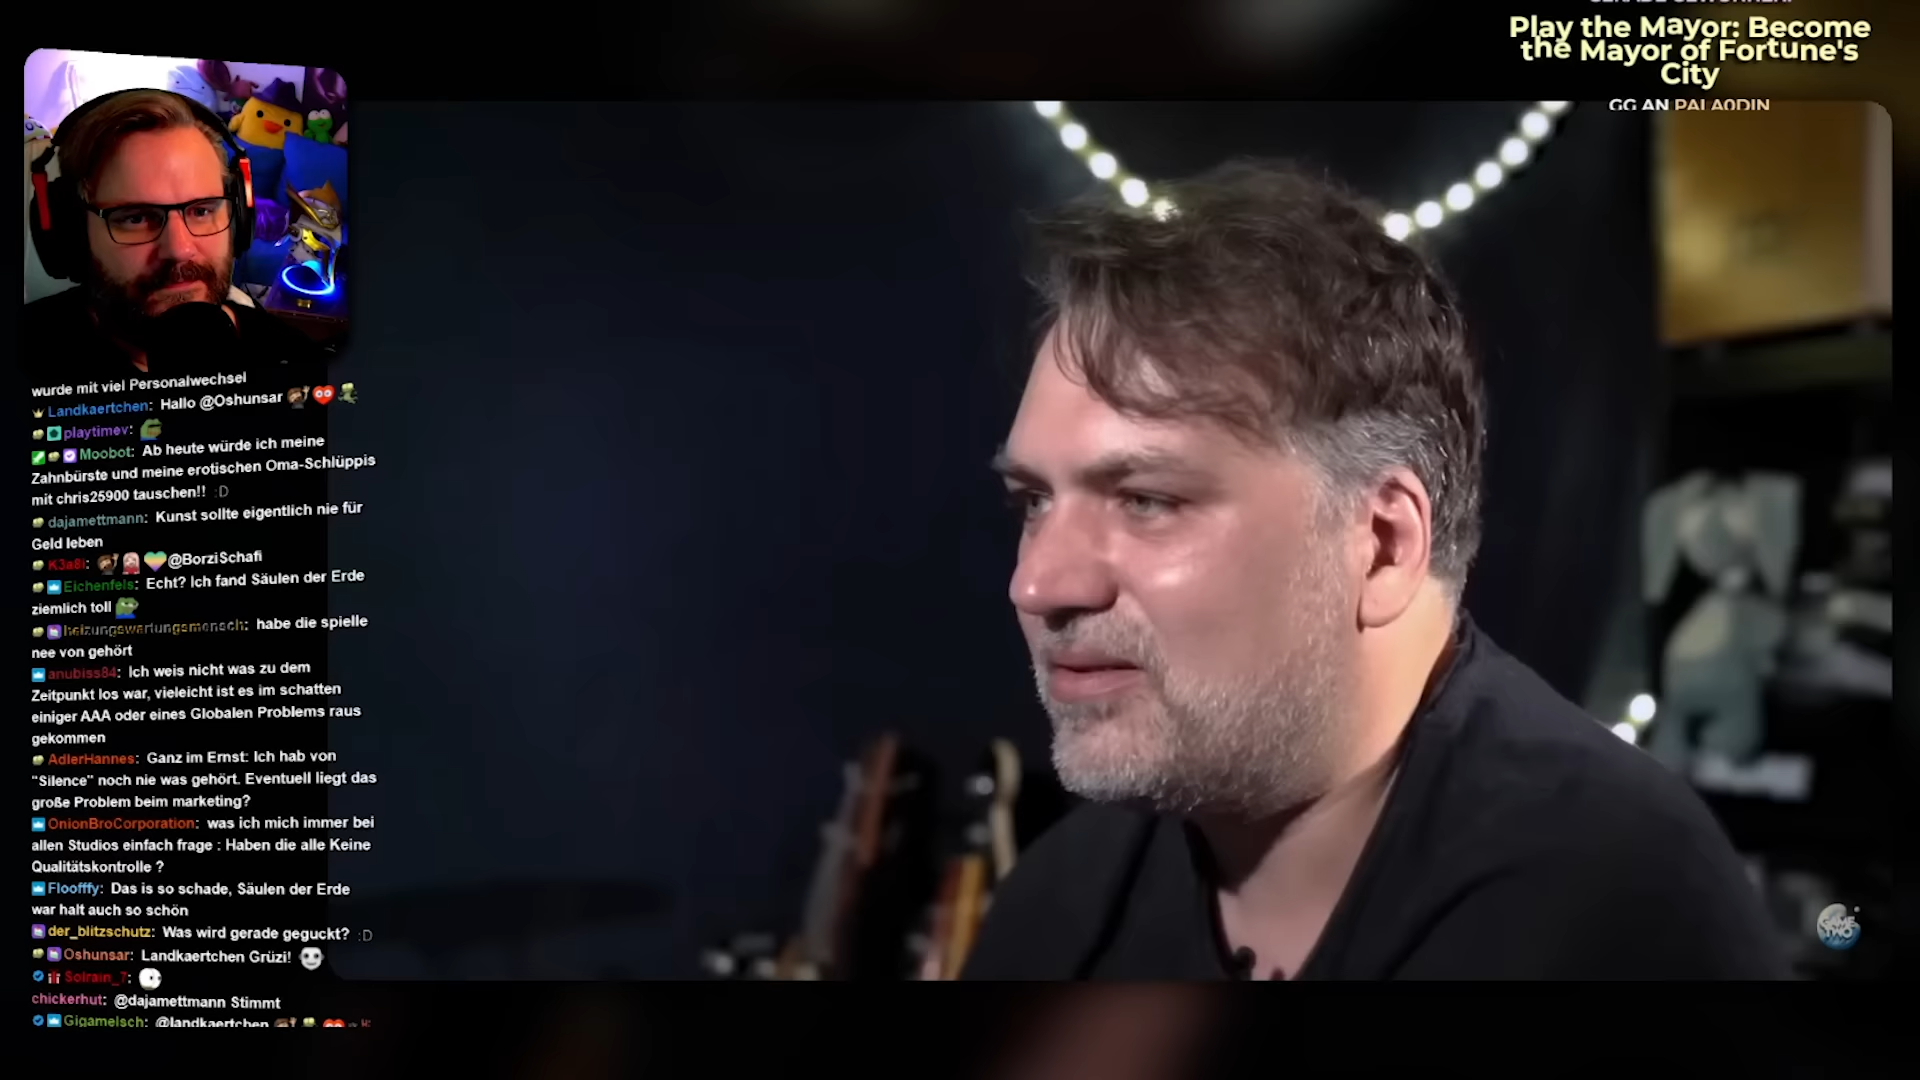 Play the Mayor: Become
the Mayor of Fortune's
City
GG AN PALA0DIN
wurde mit viel Personalwechsel
Landkaertchen: Hallo @Oshunsar
playtimev:
Moobot: Ab heute würde ich meine
Zahnbürste und meine erotischen Oma-Schlüppis
mit chris25900 tauschen!! :D
dajamettmann: Kunst sollte eigentlich nie für
Geld leben
K3a8i: @BorziSchafi
Eichenfels: Echt? Ich fand Säulen der Erde
ziemlich toll
heizungswartungsmensch: habe die spielle
nee von gehört
anubiss84: Ich weis nicht was zu dem
Zeitpunkt los war, vieleicht ist es im schatten
einiger AAA oder eines Globalen Problems raus
gekommen
AdlerHannes: Ganz im Ernst: Ich hab von
"Silence" noch nie was gehört. Eventuell liegt das
große Problem beim marketing?
OnionBroCorporation: was ich mich immer bei
allen Studios einfach frage : Haben die alle Keine
Qualitätskontrolle ?
Floofffy: Das is so schade, Säulen der Erde
war halt auch so schön
der_blitzschutz: Was wird gerade geguckt? :D
Oshunsar: Landkaertchen Grüzi!
Solrain_7:
chickerhut: @dajamettmann Stimmt
Gigamelsch: @landkaertchen
GAME
TWO